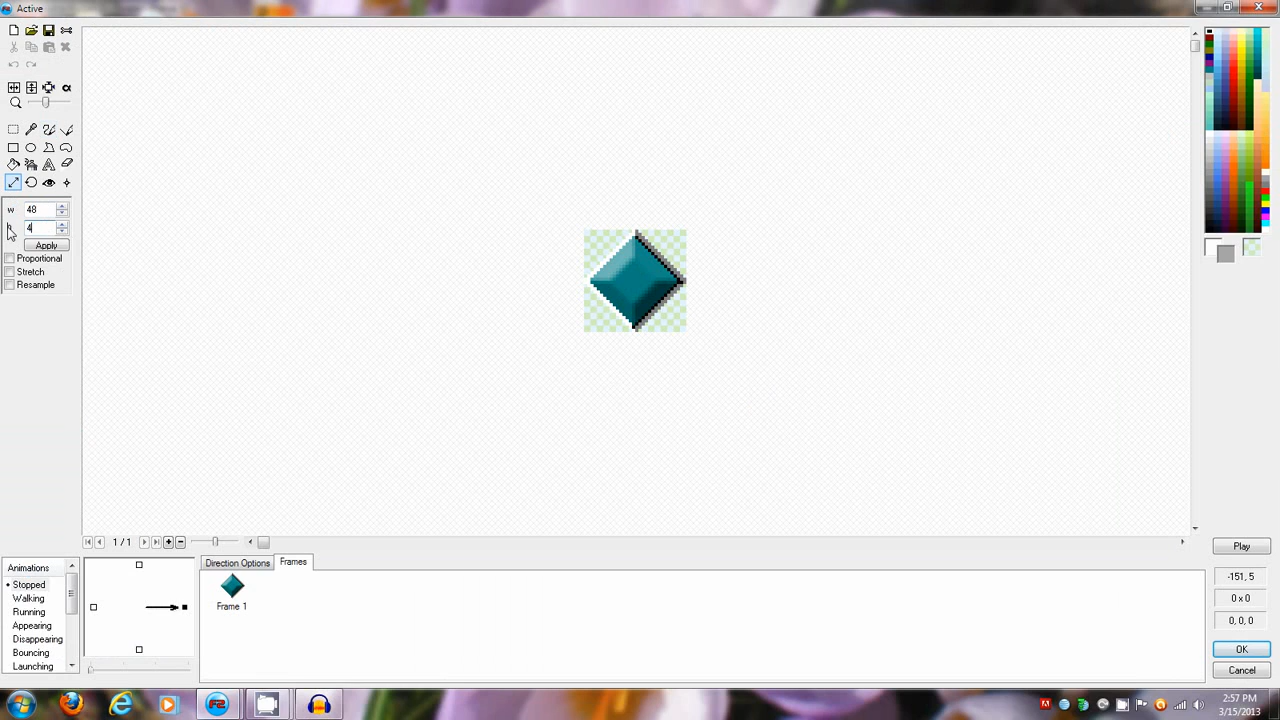 Active
α
A
w 48
h 4
Apply
Proportional
Stretch
Resample
1 / 1
Animations
Stopped
Walking
Running
Appearing
Disappearing
Bouncing
Launching
Direction Options
Frames
Frame 1
Play
-151, 5
0 x 0
0, 0, 0
OK
Cancel
2:57 PM
3/15/2013